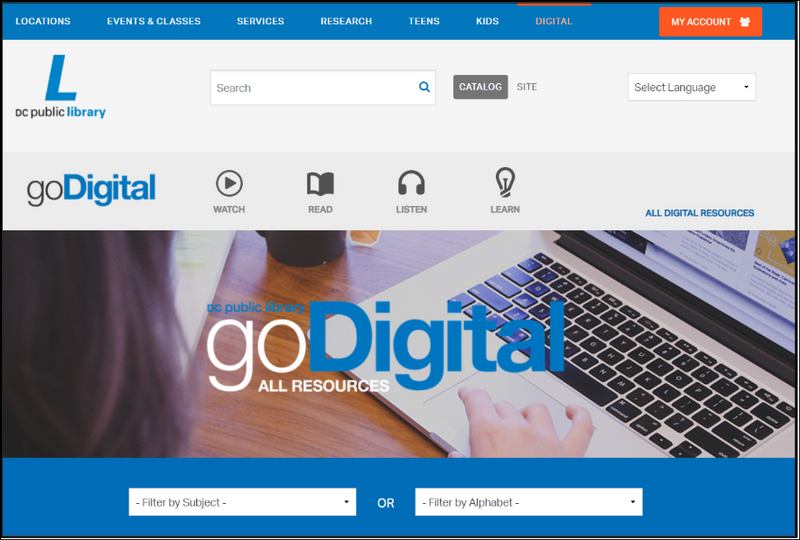 LOCATIONS EVENTS & CLASSES SERVICES RESEARCH TEENS KIDS DIGITAL MY ACCOUNT
L
DC public library
Search CATALOG SITE Select Language
goDigital WATCH READ LISTEN LEARN
ALL DIGITAL RESOURCES
DC public library
goDigital
ALL RESOURCES
- Filter by Subject - OR - Filter by Alphabet -